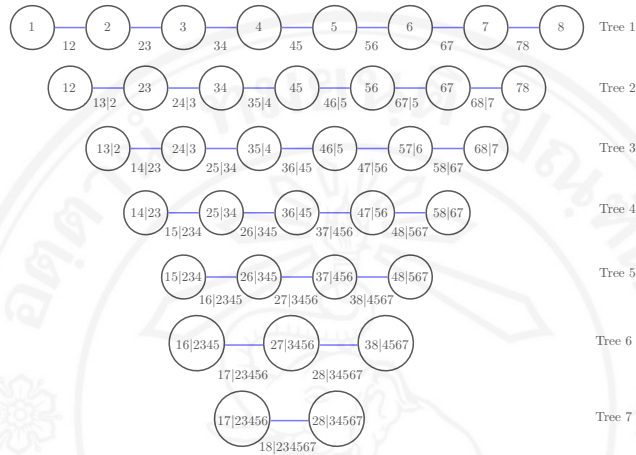 1 2 3 4 5 6 7 8 Tree 1
12 23 34 45 56 67 78
12 23 34 45 56 67 78 Tree 2
13|2 24|3 35|4 46|5 67|5 68|7
13|2 24|3 35|4 46|5 57|6 68|7 Tree 3
14|23 25|34 36|45 47|56 58|67
14|23 25|34 36|45 47|56 58|67 Tree 4
15|234 26|345 37|456 48|567
15|234 26|345 37|456 48|567 Tree 5
16|2345 27|3456 38|4567
16|2345 27|3456 38|4567 Tree 6
17|23456 28|34567
17|23456 28|34567 Tree 7
18|234567